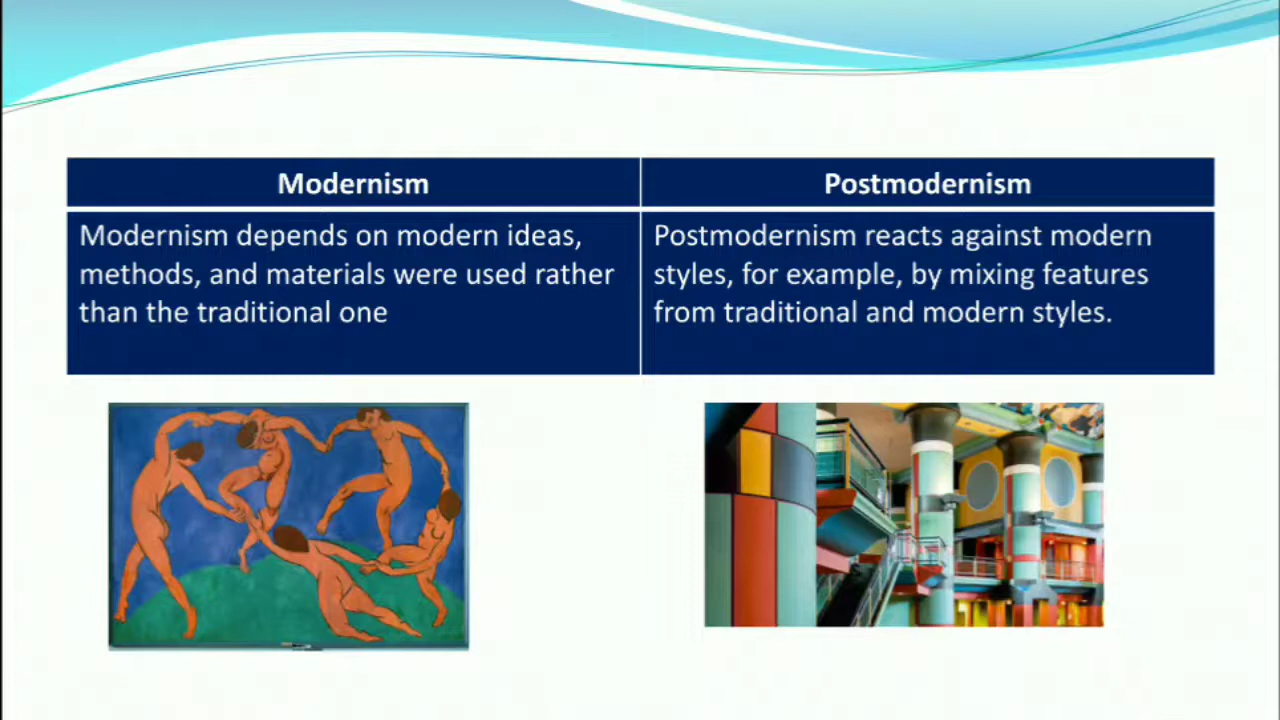 Modernism
Postmodernism
Modernism depends on modern ideas,
methods, and materials were used rather
than the traditional one
Postmodernism reacts against modern
styles, for example, by mixing features
from traditional and modern styles.